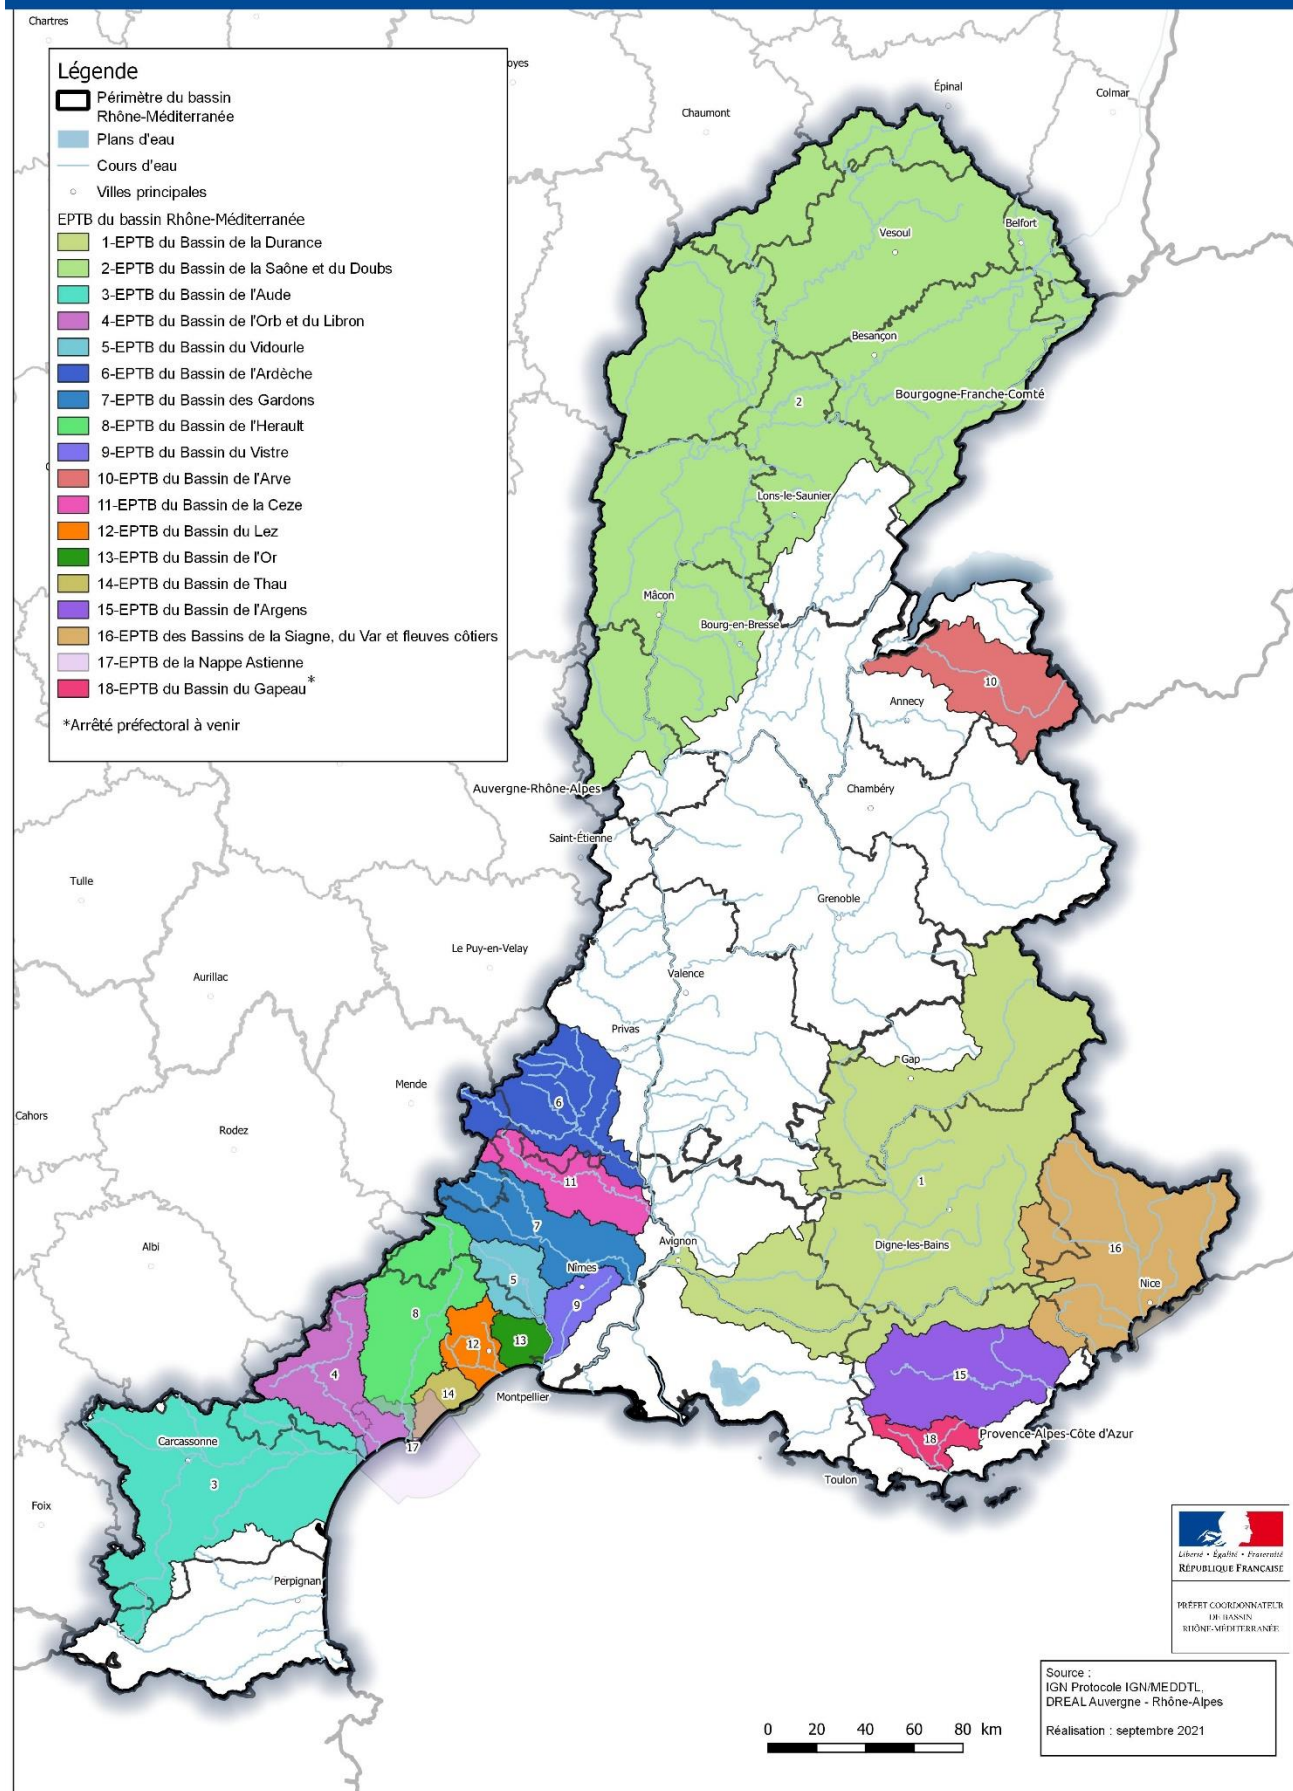 Chartres
oyes
Épinal
Colmar
Chaumont
Légende
Périmètre du bassin
Rhône-Méditerranée
Plans d'eau
Cours d'eau
Villes principales
EPTB du bassin Rhône-Méditerranée
1-EPTB du Bassin de la Durance
2-EPTB du Bassin de la Saône et du Doubs
3-EPTB du Bassin de l'Aude
4-EPTB du Bassin de l'Orb et du Libron
5-EPTB du Bassin du Vidourle
6-EPTB du Bassin de l'Ardèche
7-EPTB du Bassin des Gardons
8-EPTB du Bassin de l'Herault
9-EPTB du Bassin du Vistre
10-EPTB du Bassin de l'Arve
11-EPTB du Bassin de la Ceze
12-EPTB du Bassin du Lez
13-EPTB du Bassin de l'Or
14-EPTB du Bassin de Thau
15-EPTB du Bassin de l'Argens
16-EPTB des Bassins de la Siagne, du Var et fleuves côtiers
17-EPTB de la Nappe Astienne
18-EPTB du Bassin du Gapeau*
*Arrêté préfectoral à venir
Vesoul
Belfort
Besançon
Bourgogne-Franche-Comté
2
Lons-le-Saunier
Mâcon
Bourg-en-Bresse
10
Annecy
Auvergne-Rhône-Alpes
Chambéry
Saint-Étienne
Tulle
Grenoble
Le Puy-en-Velay
Aurillac
Valence
Privas
Gap
Mende
6
Cahors
Rodez
11
1
7
Avignon
Albi
Digne-les-Bains
16
Nîmes
5
Nice
9
8
13
12
15
4
14
Montpellier
Carcassonne
17
18
Provence-Alpes-Côte d'Azur
3
Toulon
Foix
Perpignan
Liberté • Égalité • Fraternité
RÉPUBLIQUE FRANÇAISE
PRÉFET COORDONNATEUR
DE BASSIN
RHÔNE-MÉDITERRANÉE
Source :
IGN Protocole IGN/MEDDTL,
DREAL Auvergne - Rhône-Alpes
Réalisation : septembre 2021
0 20 40 60 80 km